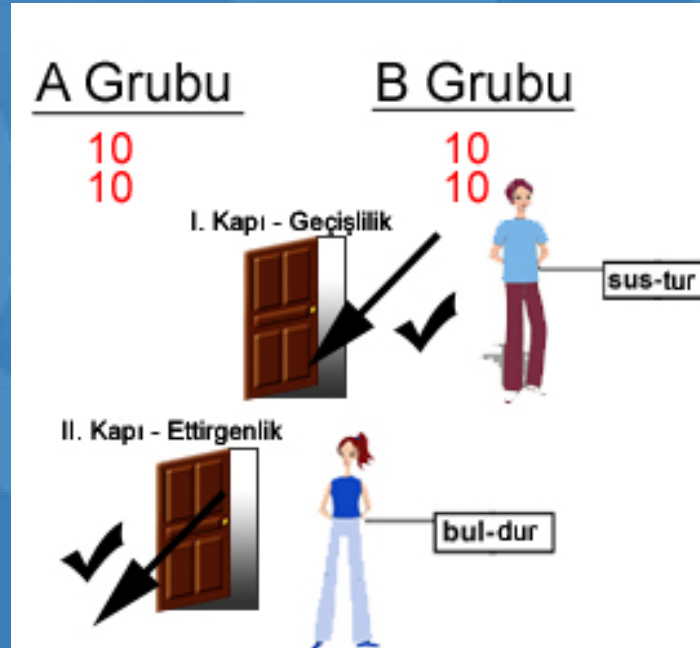 A Grubu
B Grubu
10
10
10
10
I. Kapı - Geçişlilik
sus-tur
II. Kapı - Ettirgenlik
bul-dur